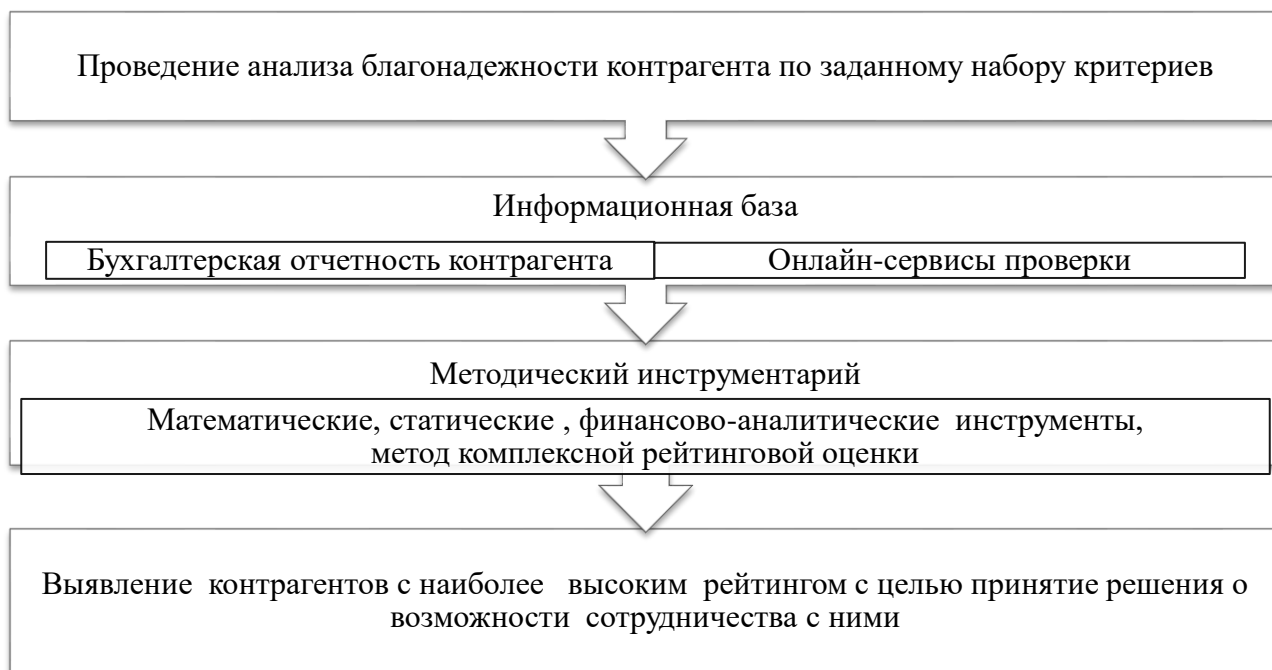 Проведение анализа благонадежности контрагента по заданному набору критериев
Информационная база
Бухгалтерская отчетность контрагента
Онлайн-сервисы проверки
Методический инструментарий
Математические, статические , финансово-аналитические инструменты,
метод комплексной рейтинговой оценки
Выявление контрагентов с наиболее высоким рейтингом с целью принятие решения о
возможности сотрудничества с ними